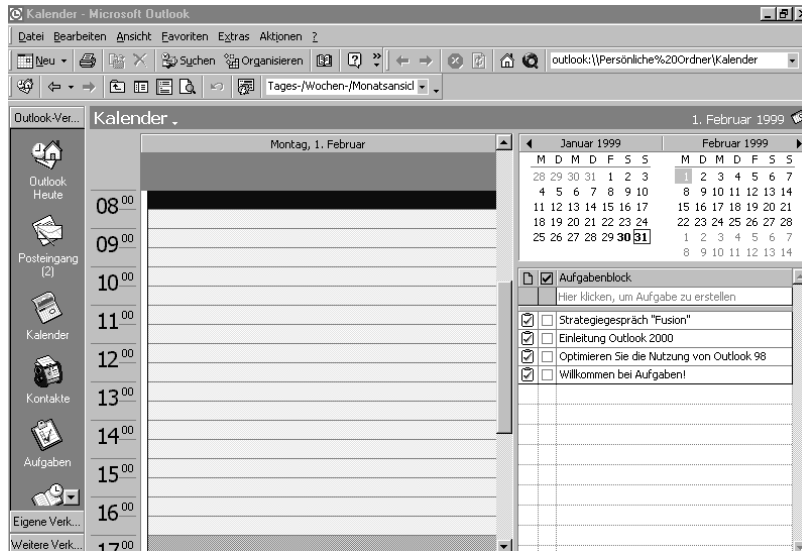 Kalender - Microsoft Outlook
Datei Bearbeiten Ansicht Favoriten Extras Aktionen ?
Neu Suchen Organisieren outlook:\\Persönliche%20Ordner\Kalender
Tages-/Wochen-/Monatsansicl
Outlook-Ver...
Kalender
1. Februar 1999
Outlook
Heute
Posteingang
(2)
Kalender
Kontakte
Aufgaben
Eigene Verk...
Weitere Verk...
Montag, 1. Februar
08 00
09 00
10 00
11 00
12 00
13 00
14 00
15 00
16 00
17 00
Januar 1999
M D M D F S S
28 29 30 31 1 2 3
4 5 6 7 8 9 10
11 12 13 14 15 16 17
18 19 20 21 22 23 24
25 26 27 28 29 30 31
Februar 1999
M D M D F S S
1 2 3 4 5 6 7
8 9 10 11 12 13 14
15 16 17 18 19 20 21
22 23 24 25 26 27 28
1 2 3 4 5 6 7
8 9 10 11 12 13 14
Aufgabenblock
Hier klicken, um Aufgabe zu erstellen
Strategiegespräch "Fusion"
Einleitung Outlook 2000
Optimieren Sie die Nutzung von Outlook 98
Willkommen bei Aufgaben!